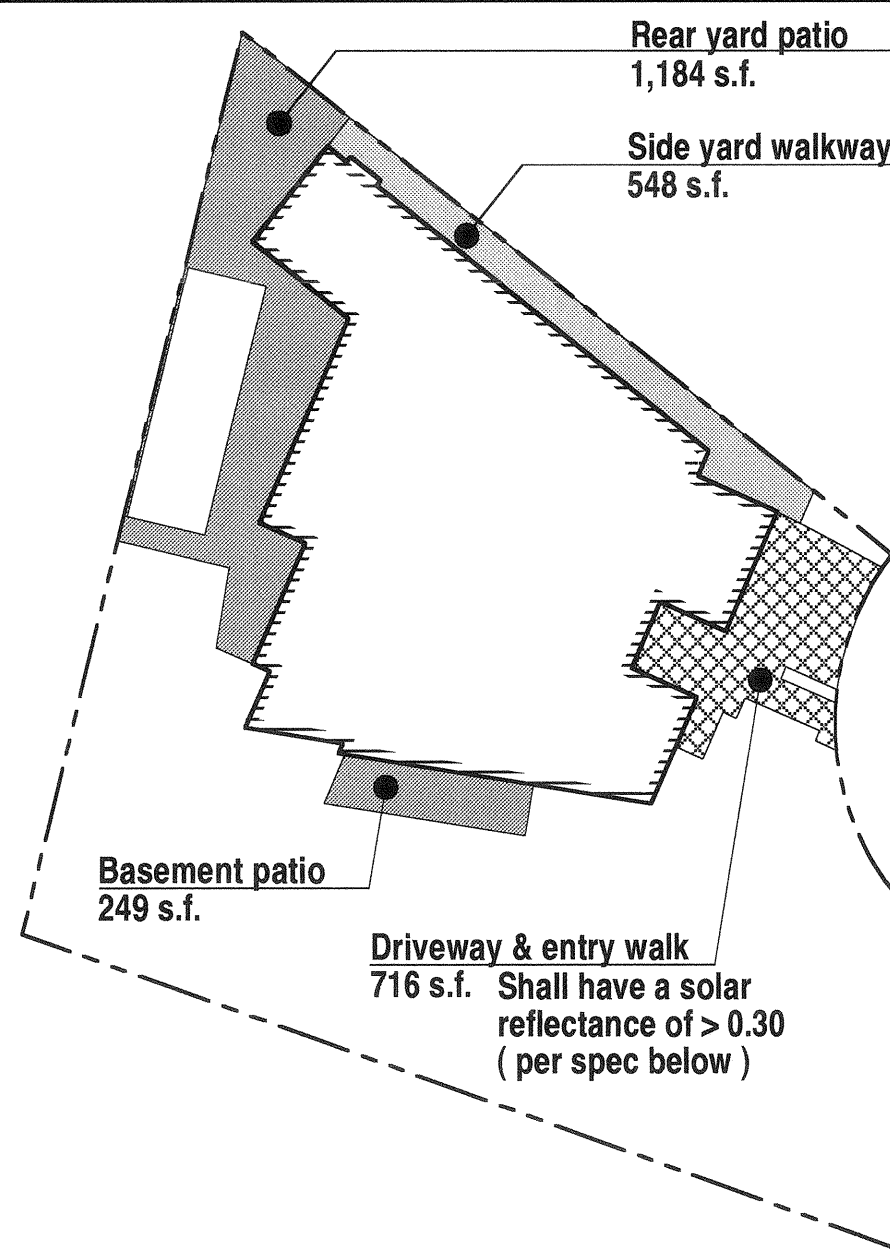 Rear yard patio
1,184 s.f.
Side yard walkway
548 s.f.
Basement patio
249 s.f.
Driveway & entry walk
716 s.f. Shall have a solar
reflectance of > 0.30
( per spec below )